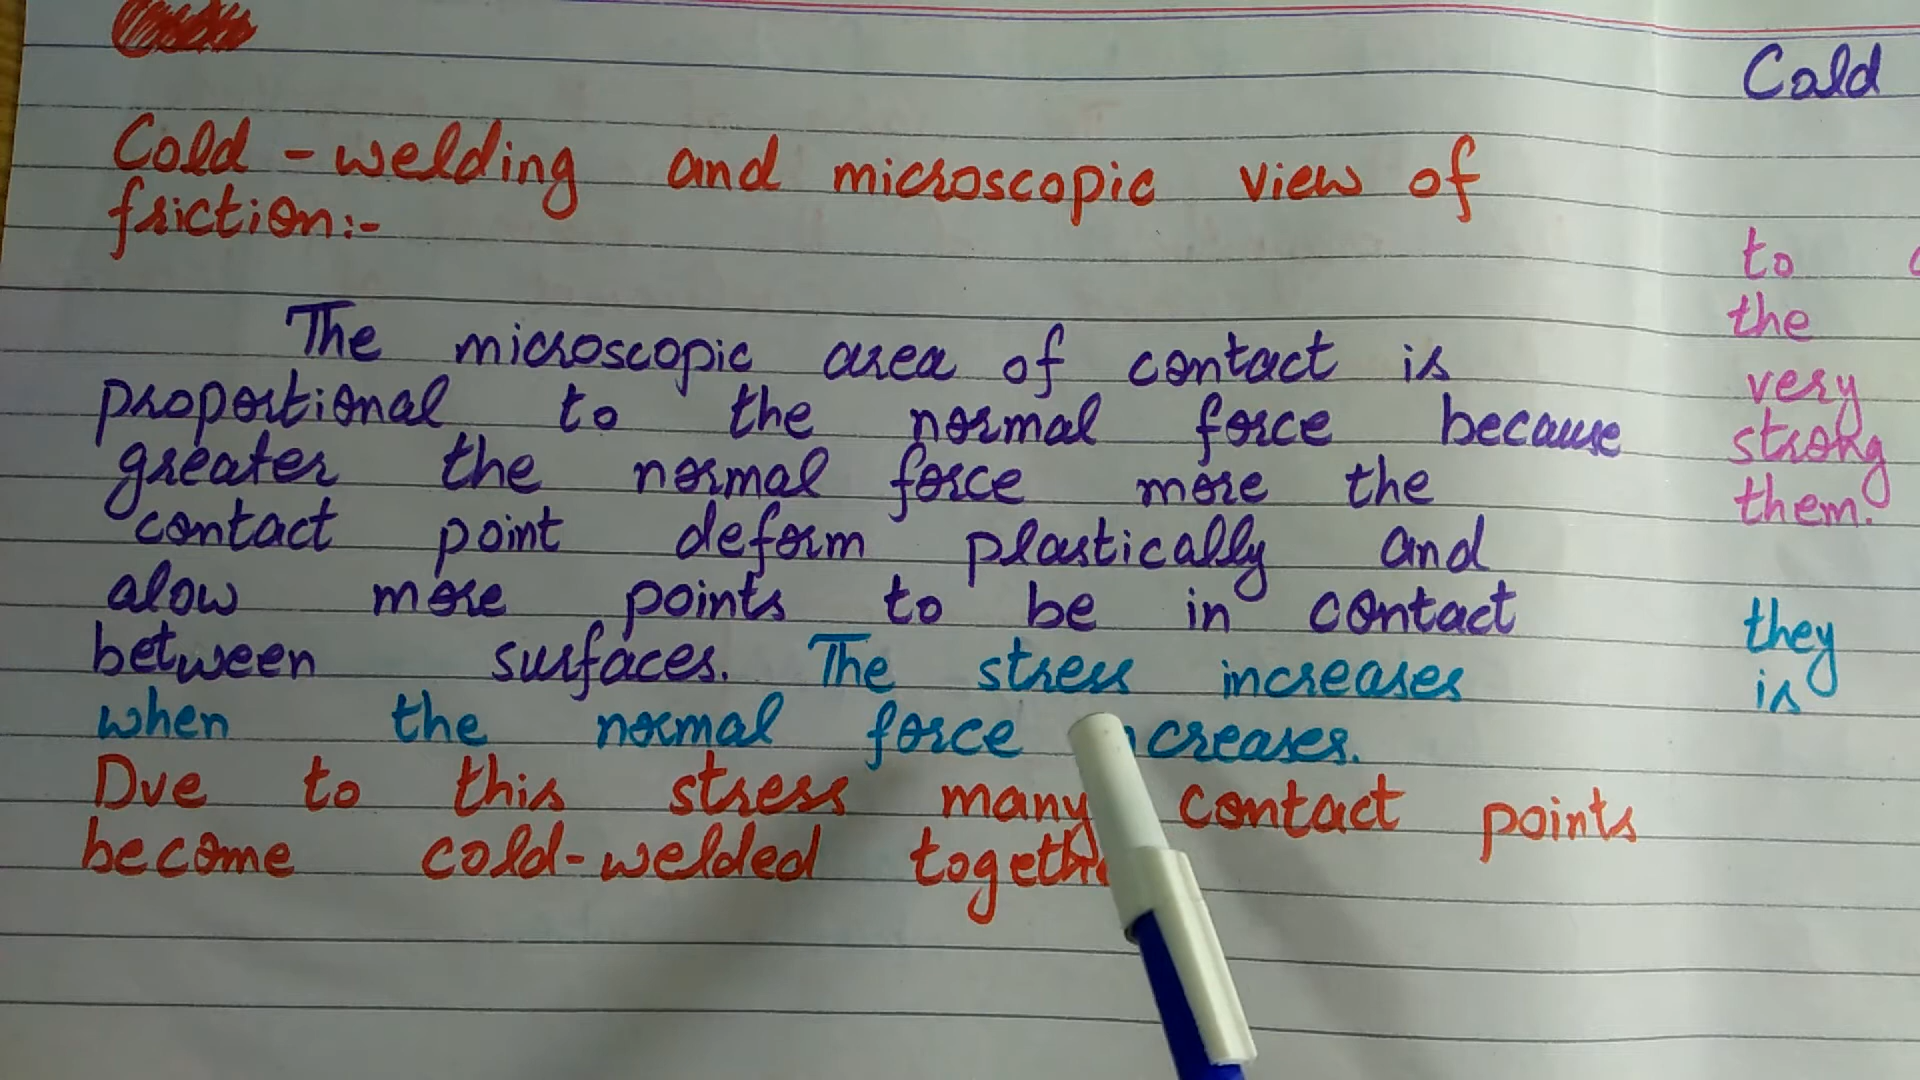 Cold-welding and microscopic view of
friction:-
The microscopic area of contact is
proportional to the normal force because
greater the normal force more the
contact point deform plastically and
alow more points to be in contact
between surfaces. The stress increases
when the normal force increases.
Due to this stress many contact points
become cold-welded together
Cold
to
the
very
strong
them.
they
is